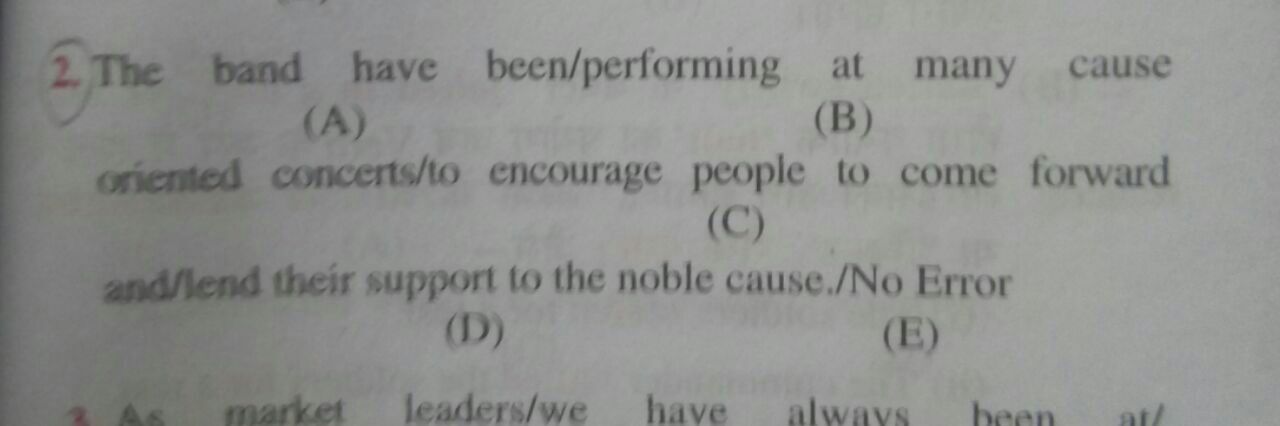 2. The band have been/performing at many cause
(A) (B)
oriented concerts/to encourage people to come forward
(C)
and/lend their support to the noble cause./No Error
(D) (E)
3. As market leaders/we have always been at/